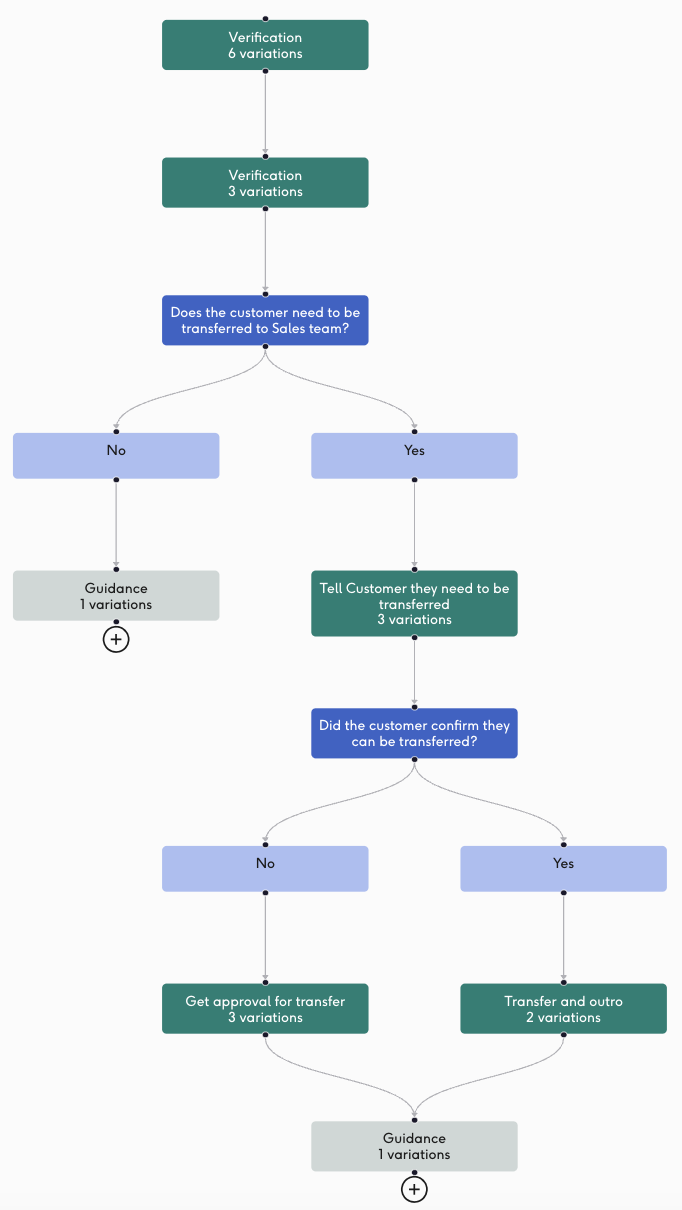 Verification
6 variations
Verification
3 variations
Does the customer need to be
transferred to Sales team?
No
Yes
Guidance
1 variations
Tell Customer they need to be
transferred
3 variations
Did the customer confirm they
can be transferred?
No
Yes
Get approval for transfer
3 variations
Transfer and outro
2 variations
Guidance
1 variations